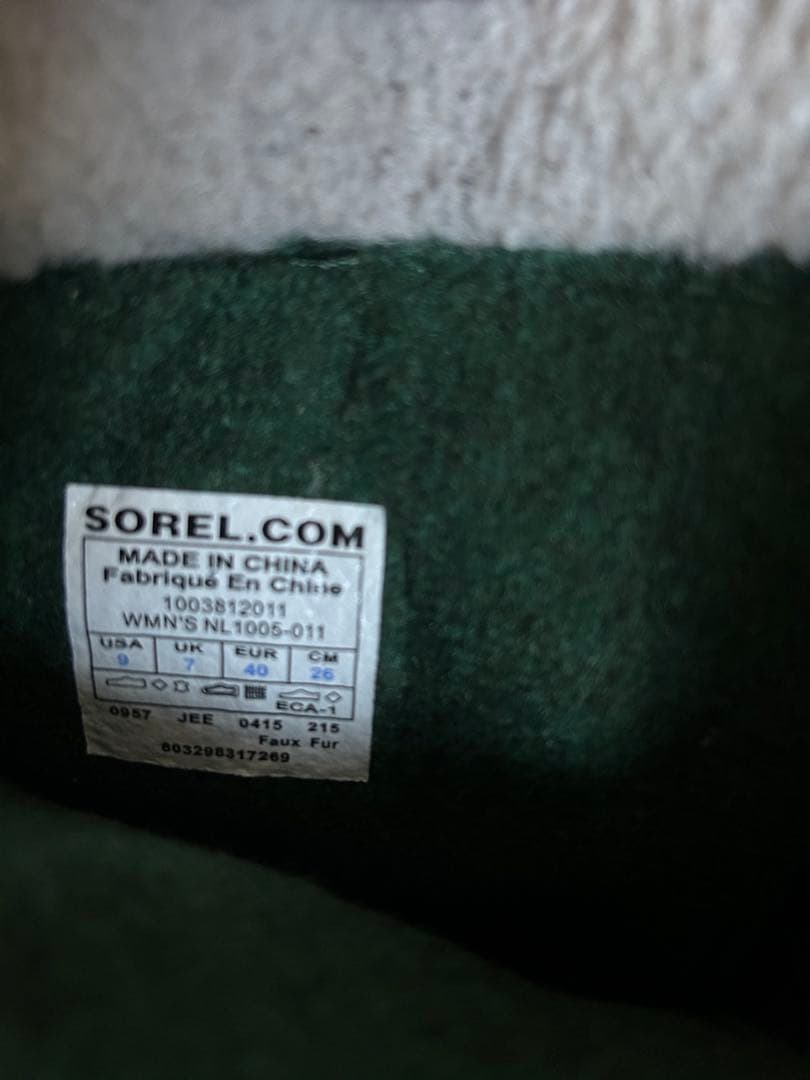 SOREL.COM
MADE IN CHINA
Fabriqué En Chine
1003812011
WMN'S NL1005-011
USA UK EUR CM
9 7 40 26
ECA-1
0957 JEE 0415 215
Faux Fur
803298317269